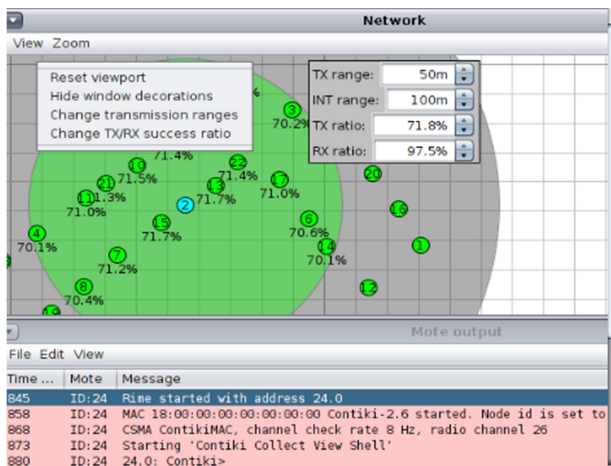 Network
View Zoom
Reset viewport
Hide window decorations
Change transmission ranges
Change TX/RX success ratio
TX range: 50m
INT range: 100m
TX ratio: 71.8%
RX ratio: 97.5%
%
3
70.2%
71.4%
10
71.5%
22
71.4%
20
21
71.3%
13
71.7%
17
71.0%
11
71.0%
2
16
15
71.7%
6
70.6%
4
70.1%
14
70.1%
1
7
71.2%
8
70.4%
12
19
Mote output
File Edit View
Time ... Mote Message
845 ID:24 Rime started with address 24.0
858 ID:24 MAC 18:00:00:00:00:00:00:00 Contiki-2.6 started. Node id is set to
868 ID:24 CSMA ContikiMAC, channel check rate 8 Hz, radio channel 26
873 ID:24 Starting 'Contiki Collect View Shell'
880 ID:24 24.0: Contiki>